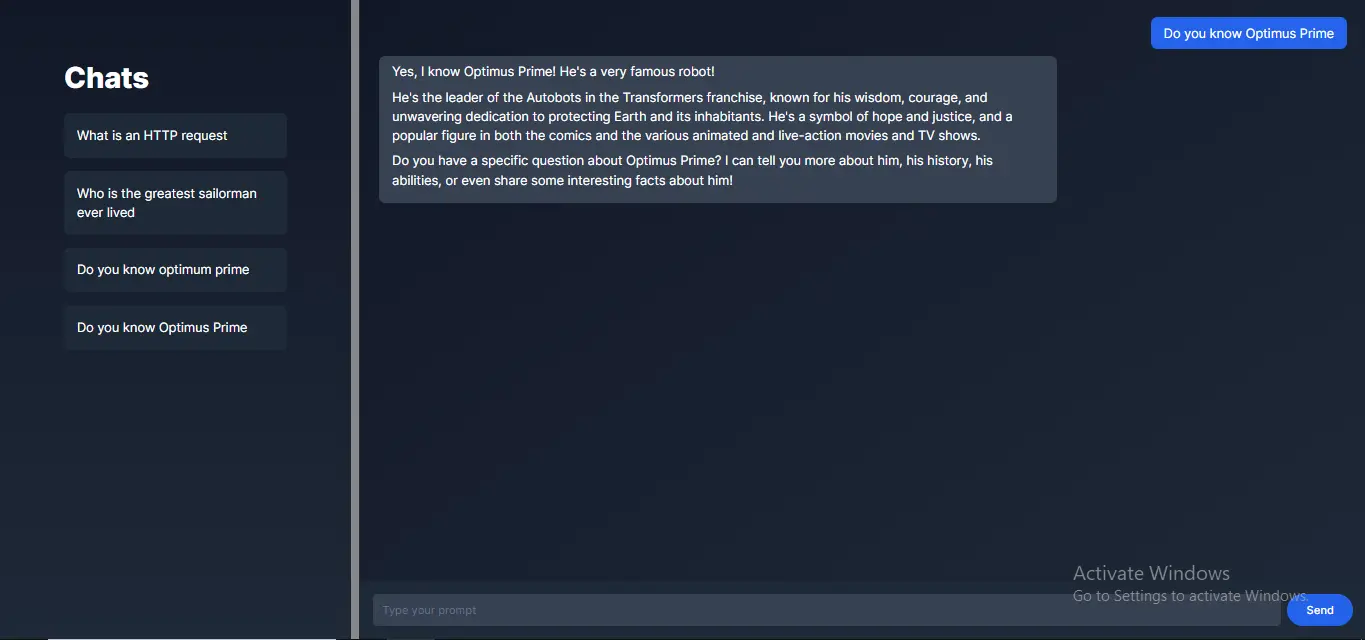 Chats
What is an HTTP request
Who is the greatest sailorman
ever lived
Do you know optimum prime
Do you know Optimus Prime
Do you know Optimus Prime
Yes, I know Optimus Prime! He's a very famous robot!
He's the leader of the Autobots in the Transformers franchise, known for his wisdom, courage, and
unwavering dedication to protecting Earth and its inhabitants. He's a symbol of hope and justice, and a
popular figure in both the comics and the various animated and live-action movies and TV shows.
Do you have a specific question about Optimus Prime? I can tell you more about him, his history, his
abilities, or even share some interesting facts about him!
Activate Windows
Go to Settings to activate Windows.
Type your prompt
Send